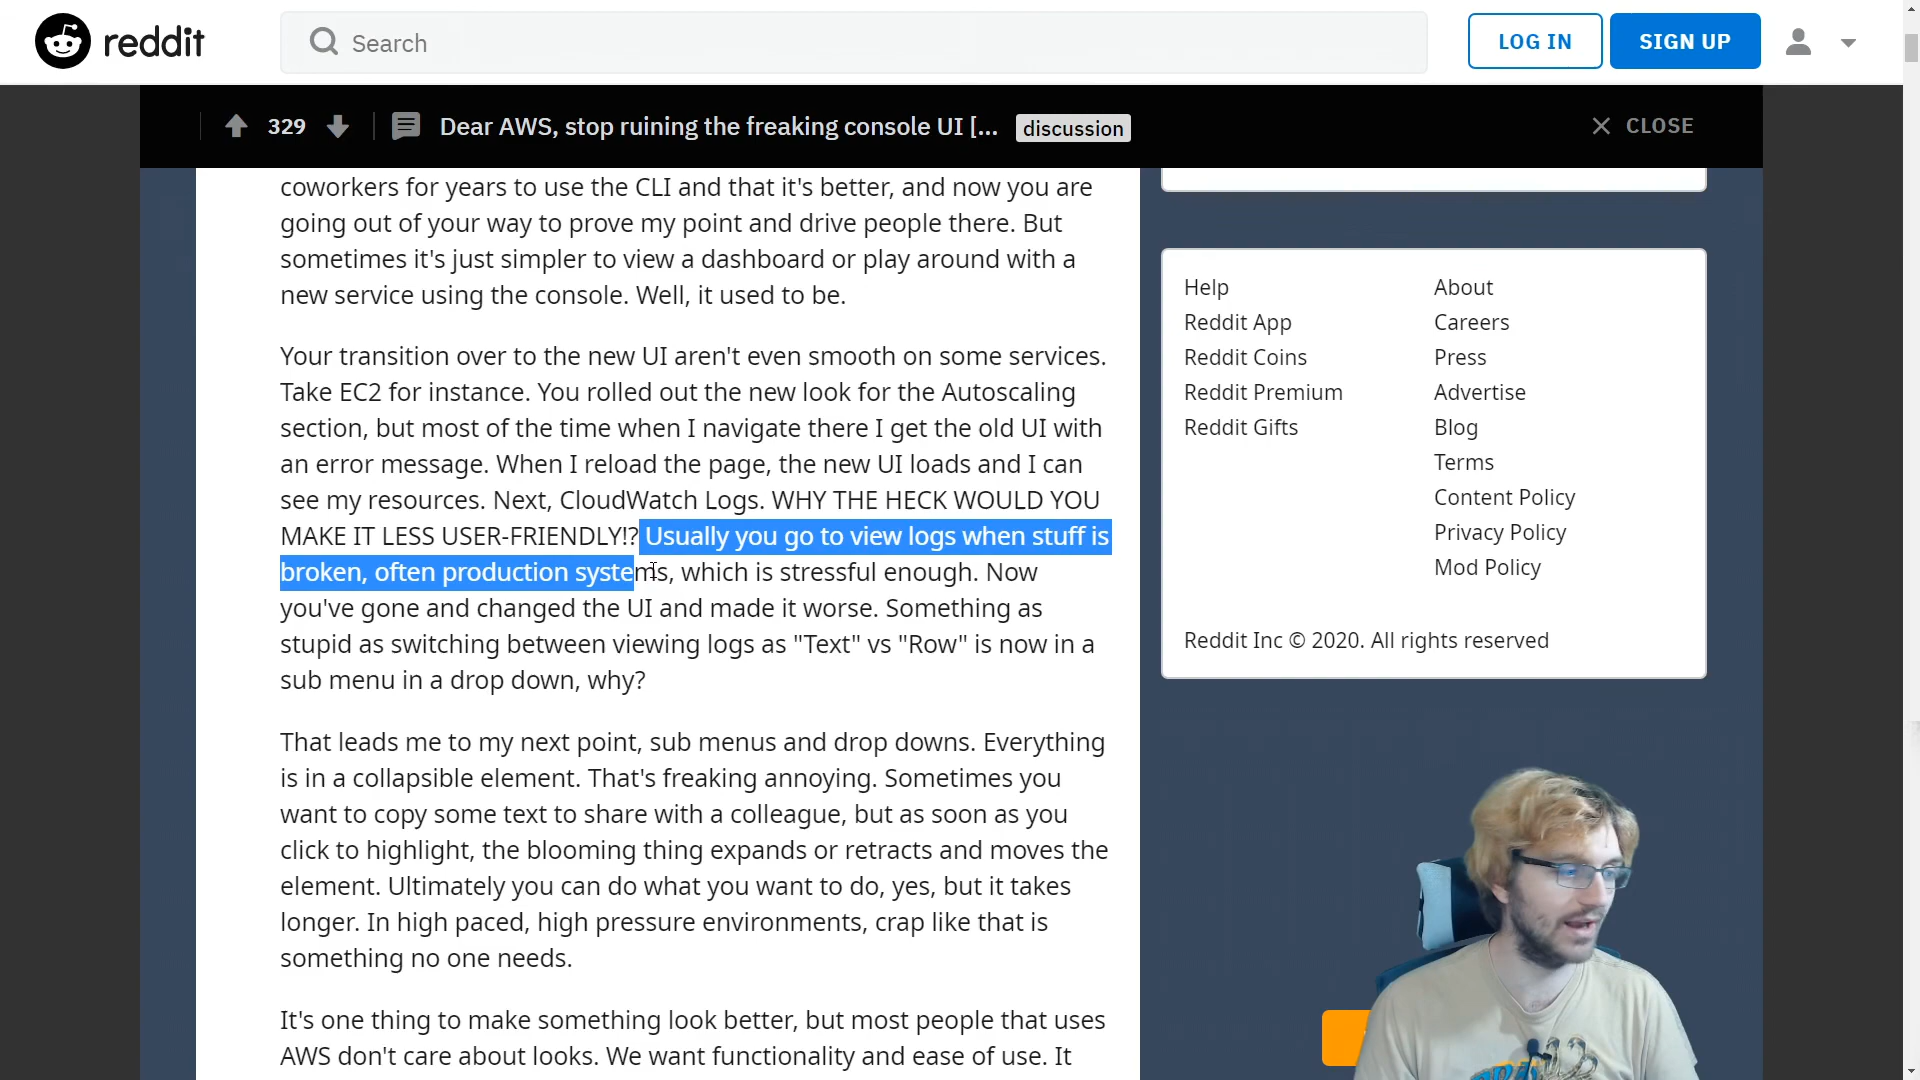 reddit
Search
LOG IN
SIGN UP
329
Dear AWS, stop ruining the freaking console UI [...
discussion
CLOSE
coworkers for years to use the CLI and that it's better, and now you are
going out of your way to prove my point and drive people there. But
sometimes it's just simpler to view a dashboard or play around with a
new service using the console. Well, it used to be.
Your transition over to the new UI aren't even smooth on some services.
Take EC2 for instance. You rolled out the new look for the Autoscaling
section, but most of the time when I navigate there I get the old UI with
an error message. When I reload the page, the new UI loads and I can
see my resources. Next, CloudWatch Logs. WHY THE HECK WOULD YOU
MAKE IT LESS USER-FRIENDLY!? Usually you go to view logs when stuff is
broken, often production systems, which is stressful enough. Now
you've gone and changed the UI and made it worse. Something as
stupid as switching between viewing logs as "Text" vs "Row" is now in a
sub menu in a drop down, why?
That leads me to my next point, sub menus and drop downs. Everything
is in a collapsible element. That's freaking annoying. Sometimes you
want to copy some text to share with a colleague, but as soon as you
click to highlight, the blooming thing expands or retracts and moves the
element. Ultimately you can do what you want to do, yes, but it takes
longer. In high paced, high pressure environments, crap like that is
something no one needs.
It's one thing to make something look better, but most people that uses
AWS don't care about looks. We want functionality and ease of use. It
Help
Reddit App
Reddit Coins
Reddit Premium
Reddit Gifts
About
Careers
Press
Advertise
Blog
Terms
Content Policy
Privacy Policy
Mod Policy
Reddit Inc © 2020. All rights reserved